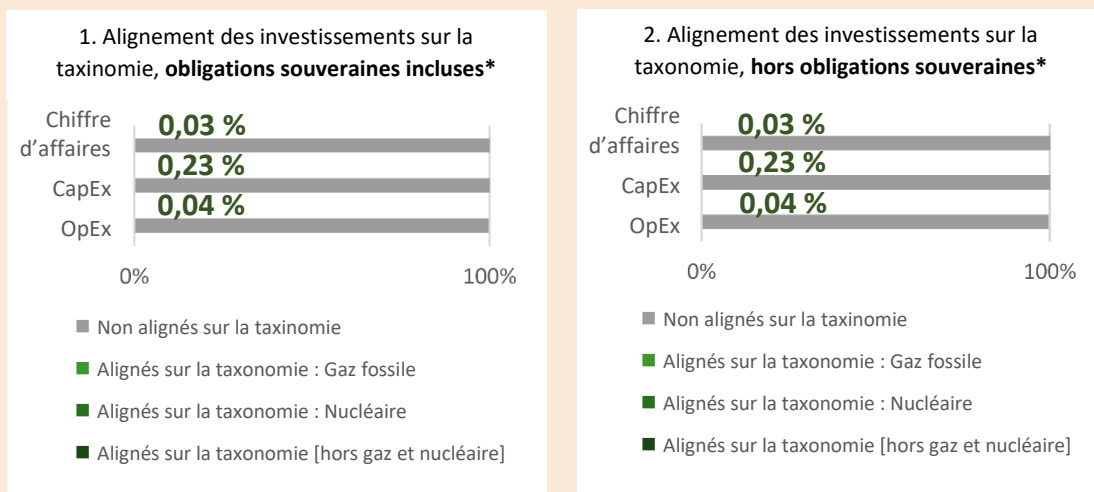 1. Alignement des investissements sur la
taxinomie, obligations souveraines incluses*
Chiffre
d’affaires
0,03 %
CapEx
0,23 %
OpEx
0,04 %
0%
100%
Non alignés sur la taxinomie
Alignés sur la taxonomie : Gaz fossile
Alignés sur la taxonomie : Nucléaire
Alignés sur la taxonomie [hors gaz et nucléaire]
2. Alignement des investissements sur la
taxonomie, hors obligations souveraines*
Chiffre
d’affaires
0,03 %
CapEx
0,23 %
OpEx
0,04 %
0%
100%
Non alignés sur la taxinomie
Alignés sur la taxonomie : Gaz fossile
Alignés sur la taxonomie : Nucléaire
Alignés sur la taxonomie [hors gaz et nucléaire]